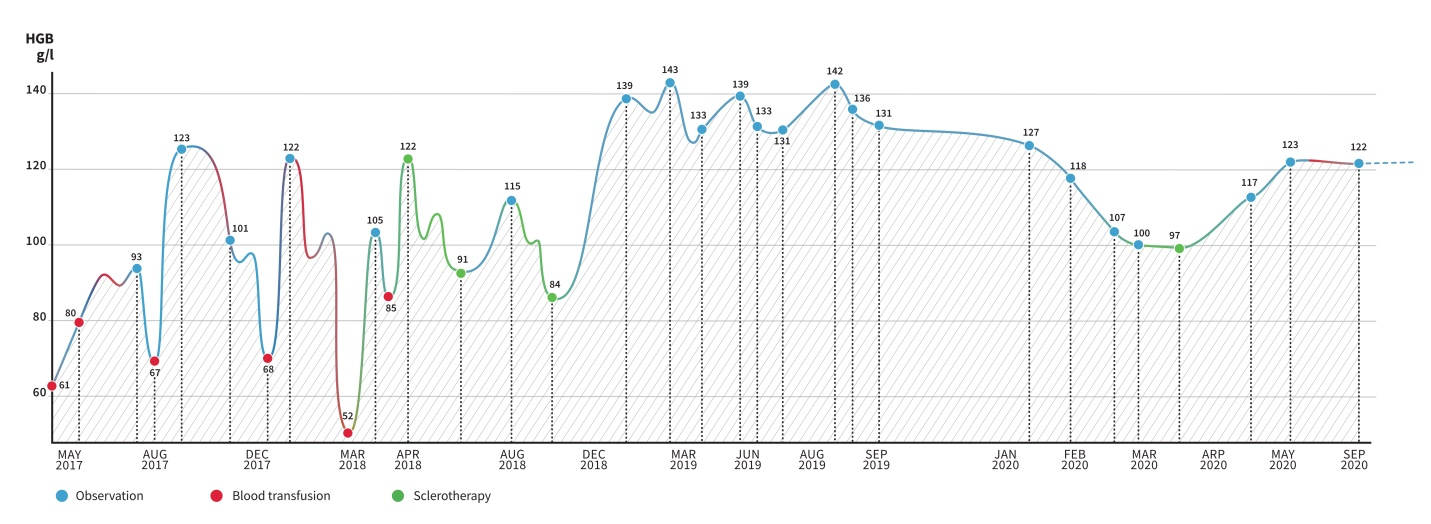 HGB
g/l
140
120
100
80
60
61
80
93
67
123
101
68
122
52
105
85
122
91
115
84
139
143
133
139
133
131
142
136
131
127
118
107
100
97
117
123
122
MAY
2017
AUG
2017
DEC
2017
MAR
2018
APR
2018
AUG
2018
DEC
2018
MAR
2019
JUN
2019
AUG
2019
SEP
2019
JAN
2020
FEB
2020
MAR
2020
ARP
2020
MAY
2020
SEP
2020
Observation
Blood transfusion
Sclerotherapy